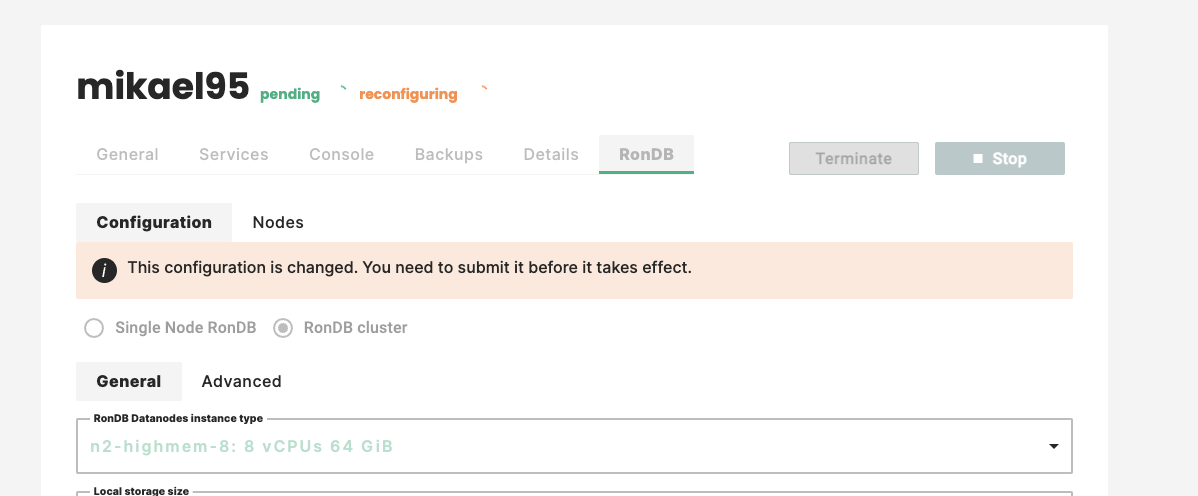 mikael95 pending reconfiguring
General Services Console Backups Details RonDB Terminate Stop
Configuration Nodes
i This configuration is changed. You need to submit it before it takes effect.
Single Node RonDB RonDB cluster
General Advanced
RonDB Datanodes instance type
n2-highmem-8: 8 vCPUs 64 GiB
Local storage size